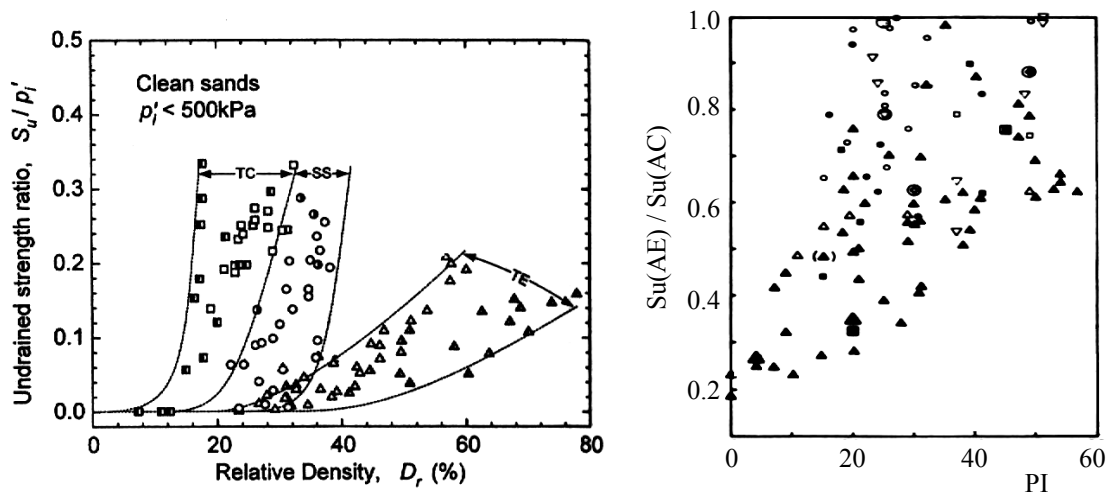 0.5
0.4
0.3
0.2
0.1
0.0
Undrained strength ratio, Su/pi'
Clean sands
pi' < 500kPa
TC
SS
TE
0
20
40
60
80
Relative Density, Dr (%)
1.0
0.8
0.6
0.4
0.2
Su(AE) / Su(AC)
0
20
40
60
PI